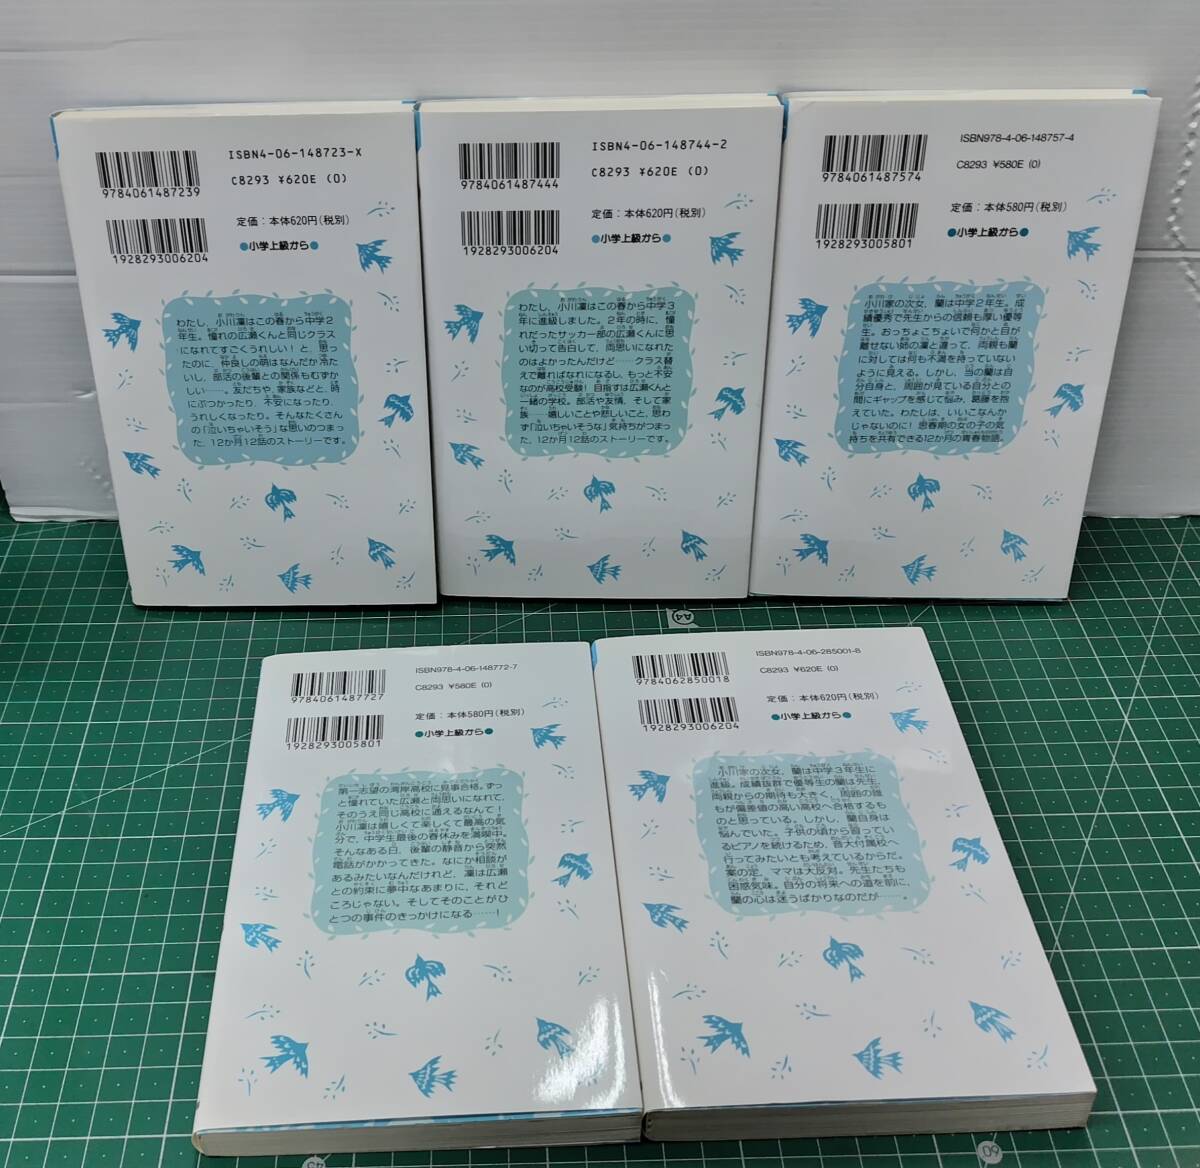 ISBN4-06-148723-X
9784061487239
C8293 ¥620E (0)
定価：本体620円(税別)
1928293006204
●小学上級から●
わたし、小川凜はこの春から中学2
年生。憧れの広瀬くんと同じクラス
になれてすごくうれしい！と、思っ
たのに、仲良しの萌はなんだか冷た
いし、部活の後輩との関係もむずか
しい……。友だちや、家族などと、時
にぶつかったり、不安になったり、
うれしくなったり。そんなたくさん
の「泣いちゃいそう」な思いのつまっ
た、12か月12話のストーリーです。
ISBN4-06-148744-2
9784061487444
C8293 ¥620E (0)
定価：本体620円(税別)
1928293006204
●小学上級から●
わたし、小川凜はこの春から中学3
年に進級しました。2年の時に、憧
れだったサッカー部の広瀬くんに思
い切って告白して、両思いになれた
のはよかったんだけど……クラス替
えで離ればなれになるし、もっと不安
なのが高校受験！目指すは広瀬くんと
一緒の学校。部活や友情、そして家
族……嬉しいことや悲しいこと、思わ
ず「泣いちゃいそうな」気持ちがつまっ
た、12か月12話のストーリーです。
ISBN978-4-06-148757-4
9784061487574
C8293 ¥580E (0)
定価：本体580円(税別)
1928293005801
●小学上級から●
小川家の次女、蘭は中学2年生。成
績優秀で先生からの信頼も厚い優等
生。おっちょこちょいで何かと目が
離せない姉の凜と違って、両親も蘭
に対しては何も不満を持っていない
ように見える。しかし、当の蘭は自
分自身と、周囲が見ている自分との
間にギャップを感じて悩み、葛藤を抱
えていた。わたしは、いいこなんか
じゃないのに！思春期の女の子の気
持ちを共有できる12か月の青春物語。
A4
ISBN978-4-06-148772-7
9784061487727
C8293 ¥580E (0)
定価：本体580円(税別)
1928293005801
●小学上級から●
第一志望の湾岸高校に見事合格。ずっ
と憧れていた広瀬と両思いになれて、
そのうえ同じ高校に通えるなんて！
小川凜は嬉しくて楽しくて最高の気
分で、中学生最後の春休みを満喫中。
そんなある日、後輩の静音から突然
電話がかかってきた。なにか相談が
あるみたいなんだけれど、凜は広瀬
との約束に夢中なあまりに、それど
ころじゃない。そしてそのことがひ
とつの事件のきっかけになる……！
ISBN978-4-06-285001-8
9784062850018
C8293 ¥620E (0)
定価：本体620円(税別)
1928293006204
●小学上級から●
小川家の次女、蘭は中学3年生に
進級。成績抜群で優等生の蘭は先生、
両親からの期待も大きく、周囲の誰
もが偏差値の高い高校へ合格するも
のと思っている。しかし、蘭自身は
悩んでいた。子供の頃から習ってい
るピアノを続けるため、音大付属校へ
行ってみたいとも考えているからだ。
案の定、ママは大反対。先生たちも
困惑気味。自分の将来への道を前に、
蘭の心は迷うばかりなのだが……。